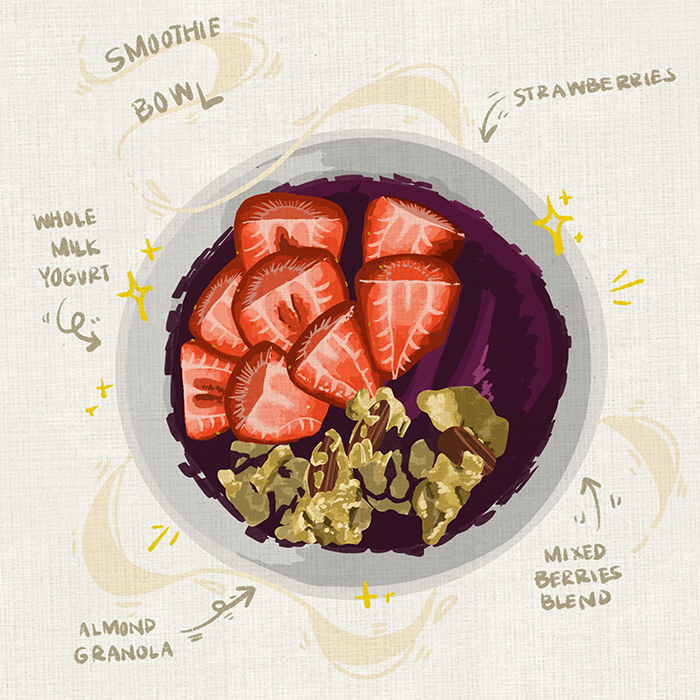 SMOOTHIE
BOWL
STRAWBERRIES
WHOLE
MILK
YOGURT
MIXED
BERRIES
BLEND
ALMOND
GRANOLA